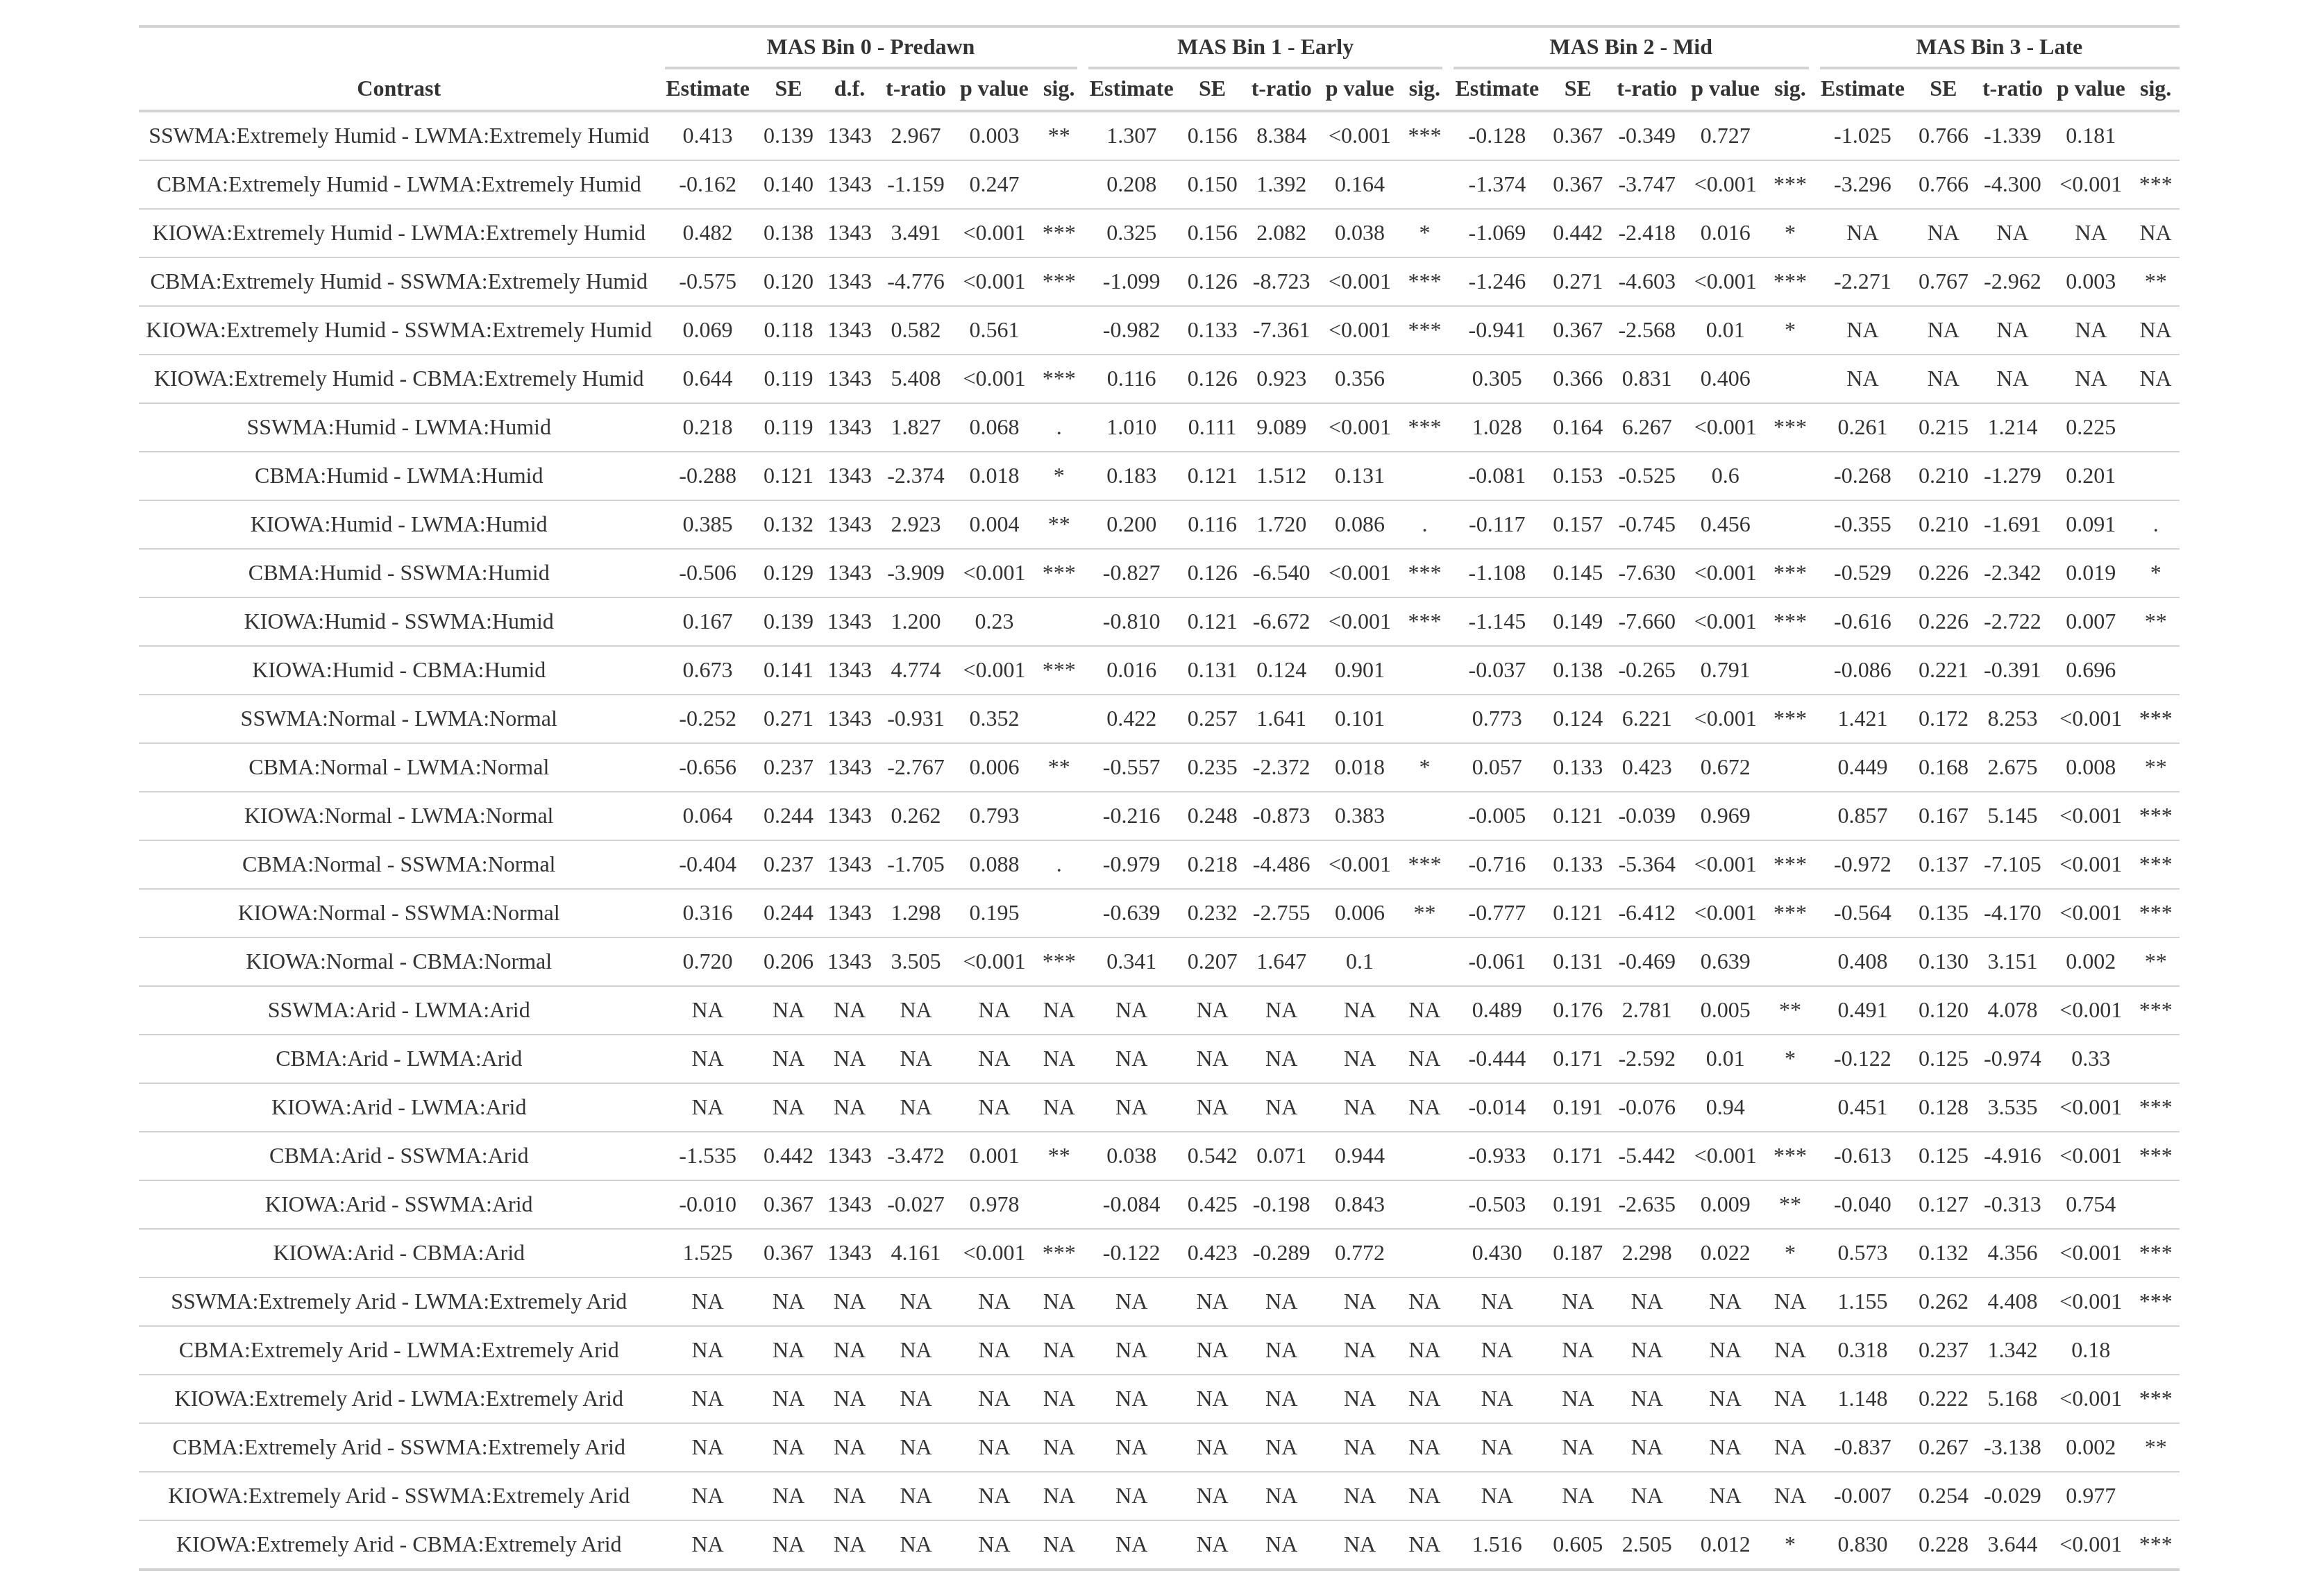 MAS Bin 0 - Predawn MAS Bin 1 - Early MAS Bin 2 - Mid MAS Bin 3 - Late
Contrast Estimate SE d.f. t-ratio p value sig. Estimate SE t-ratio p value sig. Estimate SE t-ratio p value sig. Estimate SE t-ratio p value sig.
SSWMA:Extremely Humid - LWMA:Extremely Humid 0.413 0.139 1343 2.967 0.003 ** 1.307 0.156 8.384 <0.001 *** -0.128 0.367 -0.349 0.727 -1.025 0.766 -1.339 0.181
CBMA:Extremely Humid - LWMA:Extremely Humid -0.162 0.140 1343 -1.159 0.247 0.208 0.150 1.392 0.164 -1.374 0.367 -3.747 <0.001 *** -3.296 0.766 -4.300 <0.001 ***
KIOWA:Extremely Humid - LWMA:Extremely Humid 0.482 0.138 1343 3.491 <0.001 *** 0.325 0.156 2.082 0.038 * -1.069 0.442 -2.418 0.016 * NA NA NA NA NA
CBMA:Extremely Humid - SSWMA:Extremely Humid -0.575 0.120 1343 -4.776 <0.001 *** -1.099 0.126 -8.723 <0.001 *** -1.246 0.271 -4.603 <0.001 *** -2.271 0.767 -2.962 0.003 **
KIOWA:Extremely Humid - SSWMA:Extremely Humid 0.069 0.118 1343 0.582 0.561 -0.982 0.133 -7.361 <0.001 *** -0.941 0.367 -2.568 0.01 * NA NA NA NA NA
KIOWA:Extremely Humid - CBMA:Extremely Humid 0.644 0.119 1343 5.408 <0.001 *** 0.116 0.126 0.923 0.356 0.305 0.366 0.831 0.406 NA NA NA NA NA
SSWMA:Humid - LWMA:Humid 0.218 0.119 1343 1.827 0.068 . 1.010 0.111 9.089 <0.001 *** 1.028 0.164 6.267 <0.001 *** 0.261 0.215 1.214 0.225
CBMA:Humid - LWMA:Humid -0.288 0.121 1343 -2.374 0.018 * 0.183 0.121 1.512 0.131 -0.081 0.153 -0.525 0.6 -0.268 0.210 -1.279 0.201
KIOWA:Humid - LWMA:Humid 0.385 0.132 1343 2.923 0.004 ** 0.200 0.116 1.720 0.086 . -0.117 0.157 -0.745 0.456 -0.355 0.210 -1.691 0.091 .
CBMA:Humid - SSWMA:Humid -0.506 0.129 1343 -3.909 <0.001 *** -0.827 0.126 -6.540 <0.001 *** -1.108 0.145 -7.630 <0.001 *** -0.529 0.226 -2.342 0.019 *
KIOWA:Humid - SSWMA:Humid 0.167 0.139 1343 1.200 0.23 -0.810 0.121 -6.672 <0.001 *** -1.145 0.149 -7.660 <0.001 *** -0.616 0.226 -2.722 0.007 **
KIOWA:Humid - CBMA:Humid 0.673 0.141 1343 4.774 <0.001 *** 0.016 0.131 0.124 0.901 -0.037 0.138 -0.265 0.791 -0.086 0.221 -0.391 0.696
SSWMA:Normal - LWMA:Normal -0.252 0.271 1343 -0.931 0.352 0.422 0.257 1.641 0.101 0.773 0.124 6.221 <0.001 *** 1.421 0.172 8.253 <0.001 ***
CBMA:Normal - LWMA:Normal -0.656 0.237 1343 -2.767 0.006 ** -0.557 0.235 -2.372 0.018 * 0.057 0.133 0.423 0.672 0.449 0.168 2.675 0.008 **
KIOWA:Normal - LWMA:Normal 0.064 0.244 1343 0.262 0.793 -0.216 0.248 -0.873 0.383 -0.005 0.121 -0.039 0.969 0.857 0.167 5.145 <0.001 ***
CBMA:Normal - SSWMA:Normal -0.404 0.237 1343 -1.705 0.088 . -0.979 0.218 -4.486 <0.001 *** -0.716 0.133 -5.364 <0.001 *** -0.972 0.137 -7.105 <0.001 ***
KIOWA:Normal - SSWMA:Normal 0.316 0.244 1343 1.298 0.195 -0.639 0.232 -2.755 0.006 ** -0.777 0.121 -6.412 <0.001 *** -0.564 0.135 -4.170 <0.001 ***
KIOWA:Normal - CBMA:Normal 0.720 0.206 1343 3.505 <0.001 *** 0.341 0.207 1.647 0.1 -0.061 0.131 -0.469 0.639 0.408 0.130 3.151 0.002 **
SSWMA:Arid - LWMA:Arid NA NA NA NA NA NA NA NA NA NA NA 0.489 0.176 2.781 0.005 ** 0.491 0.120 4.078 <0.001 ***
CBMA:Arid - LWMA:Arid NA NA NA NA NA NA NA NA NA NA NA -0.444 0.171 -2.592 0.01 * -0.122 0.125 -0.974 0.33
KIOWA:Arid - LWMA:Arid NA NA NA NA NA NA NA NA NA NA NA -0.014 0.191 -0.076 0.94 0.451 0.128 3.535 <0.001 ***
CBMA:Arid - SSWMA:Arid -1.535 0.442 1343 -3.472 0.001 ** 0.038 0.542 0.071 0.944 -0.933 0.171 -5.442 <0.001 *** -0.613 0.125 -4.916 <0.001 ***
KIOWA:Arid - SSWMA:Arid -0.010 0.367 1343 -0.027 0.978 -0.084 0.425 -0.198 0.843 -0.503 0.191 -2.635 0.009 ** -0.040 0.127 -0.313 0.754
KIOWA:Arid - CBMA:Arid 1.525 0.367 1343 4.161 <0.001 *** -0.122 0.423 -0.289 0.772 0.430 0.187 2.298 0.022 * 0.573 0.132 4.356 <0.001 ***
SSWMA:Extremely Arid - LWMA:Extremely Arid NA NA NA NA NA NA NA NA NA NA NA NA NA NA NA NA 1.155 0.262 4.408 <0.001 ***
CBMA:Extremely Arid - LWMA:Extremely Arid NA NA NA NA NA NA NA NA NA NA NA NA NA NA NA NA 0.318 0.237 1.342 0.18
KIOWA:Extremely Arid - LWMA:Extremely Arid NA NA NA NA NA NA NA NA NA NA NA NA NA NA NA NA 1.148 0.222 5.168 <0.001 ***
CBMA:Extremely Arid - SSWMA:Extremely Arid NA NA NA NA NA NA NA NA NA NA NA NA NA NA NA NA -0.837 0.267 -3.138 0.002 **
KIOWA:Extremely Arid - SSWMA:Extremely Arid NA NA NA NA NA NA NA NA NA NA NA NA NA NA NA NA -0.007 0.254 -0.029 0.977
KIOWA:Extremely Arid - CBMA:Extremely Arid NA NA NA NA NA NA NA NA NA NA NA 1.516 0.605 2.505 0.012 * 0.830 0.228 3.644 <0.001 ***